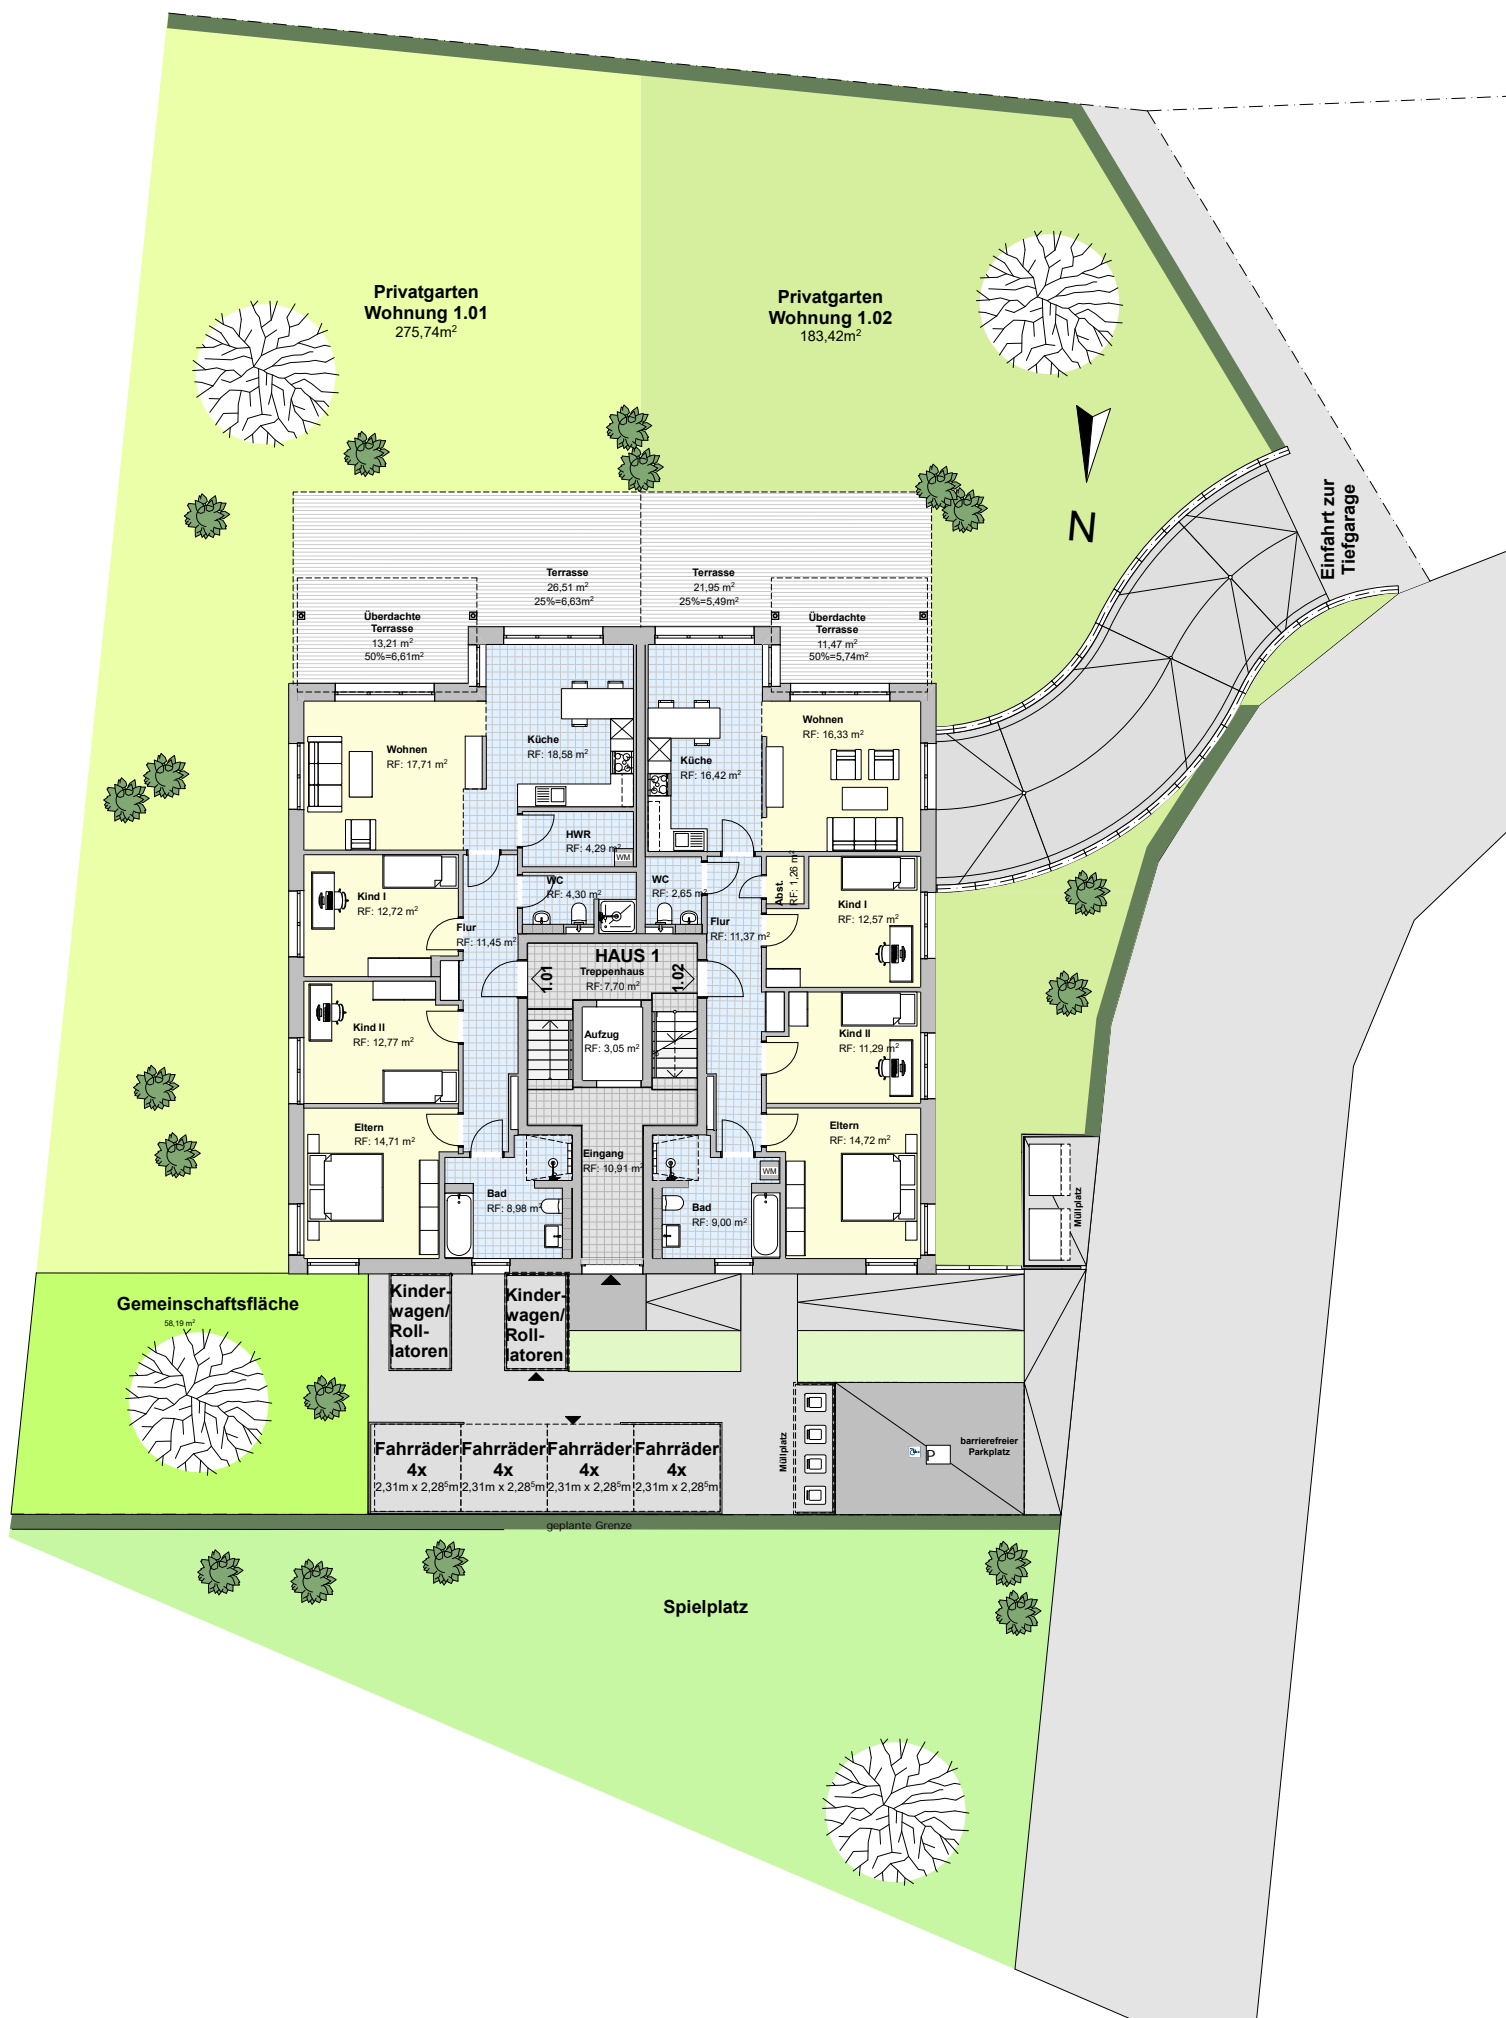 Privatgarten
Wohnung 1.01
275,74m²
Privatgarten
Wohnung 1.02
183,42m²
N
Einfahrt zur
Tiefgarage
Terrasse
26,51 m²
25%=6,63m²
Terrasse
21,95 m²
25%=5,49m²
Überdachte
Terrasse
13,21 m²
50%=6,61m²
Überdachte
Terrasse
11,47 m²
50%=5,74m²
Wohnen
RF: 17,71 m²
Küche
RF: 18,58 m²
Küche
RF: 16,42 m²
Wohnen
RF: 16,33 m²
HWR
RF: 4,29 m²
WM
WC
RF: 4,30 m²
WC
RF: 2,65 m²
Abst.
RF: 1,26 m²
Kind I
RF: 12,72 m²
Flur
RF: 11,45 m²
Flur
RF: 11,37 m²
Kind I
RF: 12,57 m²
HAUS 1
Treppenhaus
RF: 7,70 m²
1.01
1.02
Kind II
RF: 12,77 m²
Aufzug
RF: 3,05 m²
Kind II
RF: 11,29 m²
Eltern
RF: 14,71 m²
Eingang
RF: 10,91 m²
Eltern
RF: 14,72 m²
WM
Bad
RF: 8,98 m²
Bad
RF: 9,00 m²
Müllplatz
Gemeinschaftsfläche
58,19 m²
Kinder-
wagen/
Roll-
latoren
Kinder-
wagen/
Roll-
latoren
Fahrräder
4x
2,31m x 2,28⁵m
Fahrräder
4x
2,31m x 2,28⁵m
Fahrräder
4x
2,31m x 2,28⁵m
Fahrräder
4x
2,31m x 2,28⁵m
Müllplatz
P
barrierefreier
Parkplatz
geplante Grenze
Spielplatz